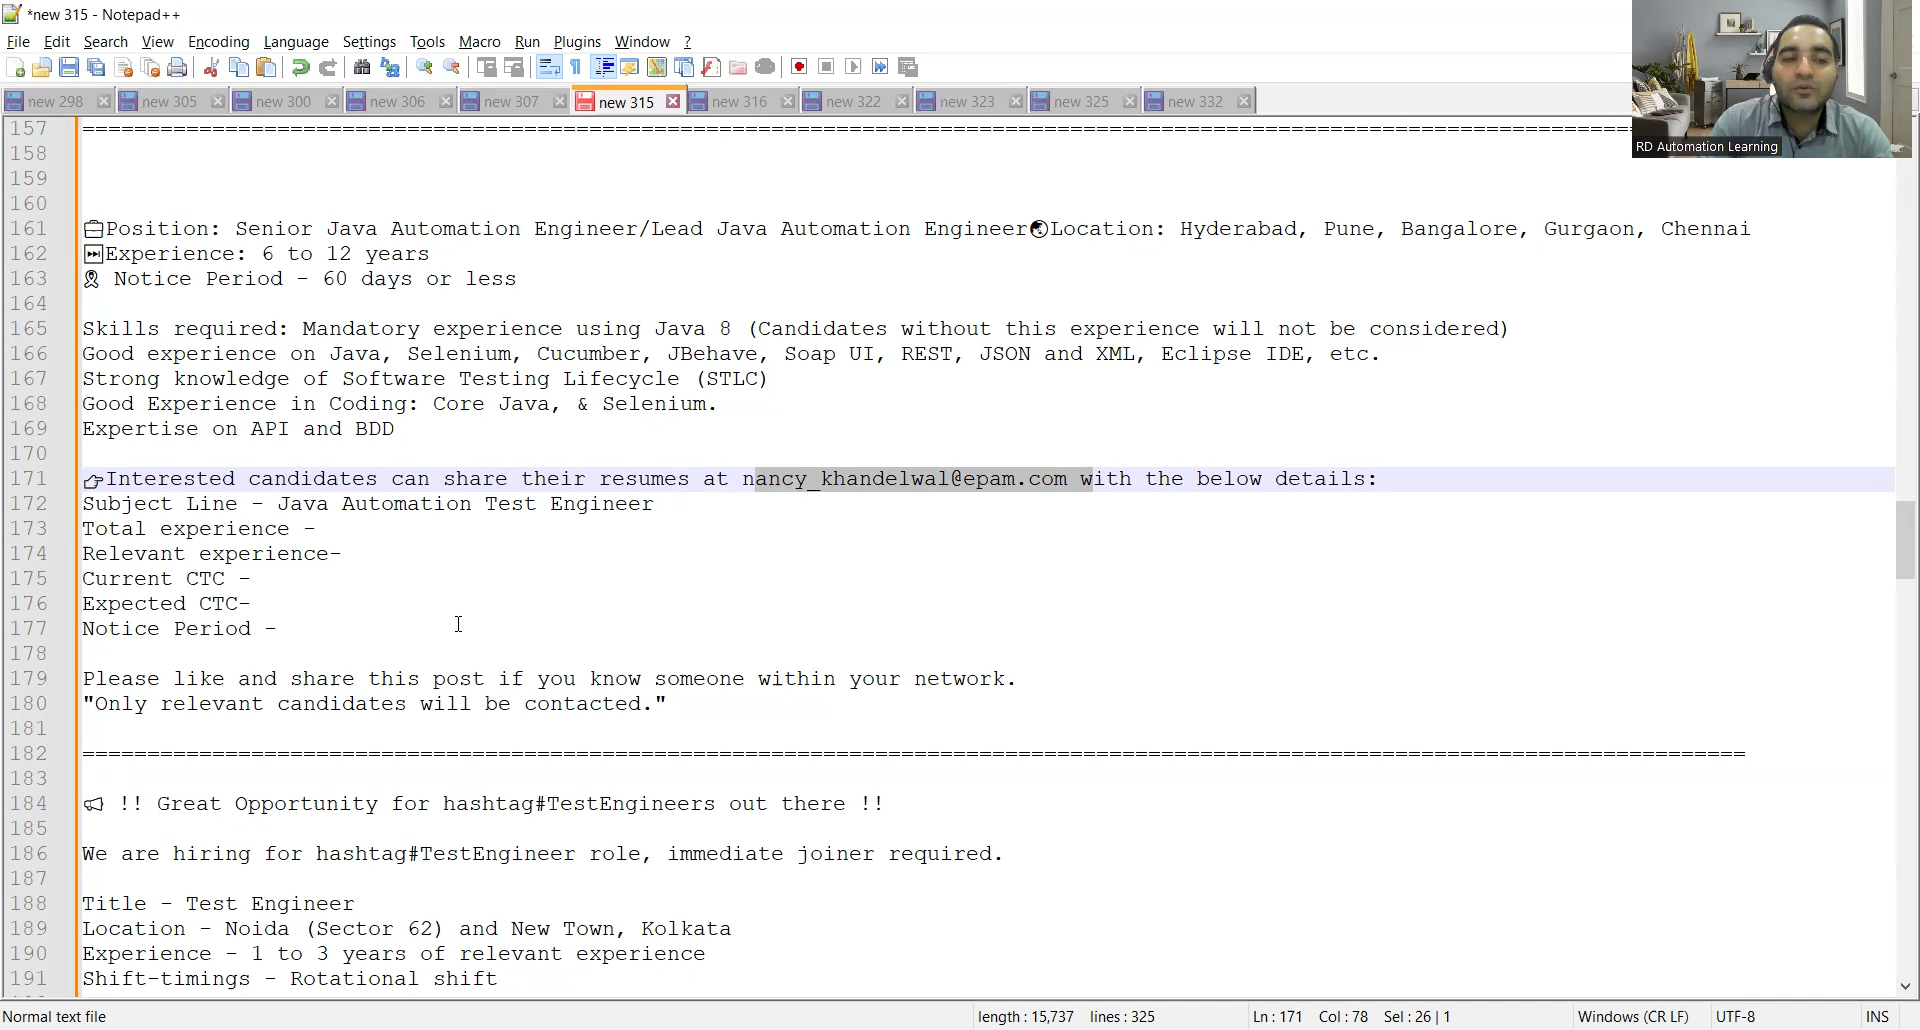 *new 315 - Notepad++
File Edit Search View Encoding Language Settings Tools Macro Run Plugins Window ?
new 298 new 305 new 300 new 306 new 307 new 315 new 316 new 322 new 323 new 325 new 332
RD Automation Learning
157 ================================================================================================================================
158
159
160
161 Position: Senior Java Automation Engineer/Lead Java Automation Engineer Location: Hyderabad, Pune, Bangalore, Gurgaon, Chennai
162 Experience: 6 to 12 years
163 Notice Period - 60 days or less
164
165 Skills required: Mandatory experience using Java 8 (Candidates without this experience will not be considered)
166 Good experience on Java, Selenium, Cucumber, JBehave, Soap UI, REST, JSON and XML, Eclipse IDE, etc.
167 Strong knowledge of Software Testing Lifecycle (STLC)
168 Good Experience in Coding: Core Java, & Selenium.
169 Expertise on API and BDD
170
171 👉Interested candidates can share their resumes at nancy_khandelwal@epam.com with the below details:
172 Subject Line - Java Automation Test Engineer
173 Total experience -
174 Relevant experience-
175 Current CTC -
176 Expected CTC-
177 Notice Period -
178
179 Please like and share this post if you know someone within your network.
180 "Only relevant candidates will be contacted."
181
182 ================================================================================================================================
183
184 📢 !! Great Opportunity for hashtag#TestEngineers out there !!
185
186 We are hiring for hashtag#TestEngineer role, immediate joiner required.
187
188 Title - Test Engineer
189 Location - Noida (Sector 62) and New Town, Kolkata
190 Experience - 1 to 3 years of relevant experience
191 Shift-timings - Rotational shift
Normal text file length : 15,737 lines : 325 Ln : 171 Col : 78 Sel : 26 | 1 Windows (CR LF) UTF-8 INS